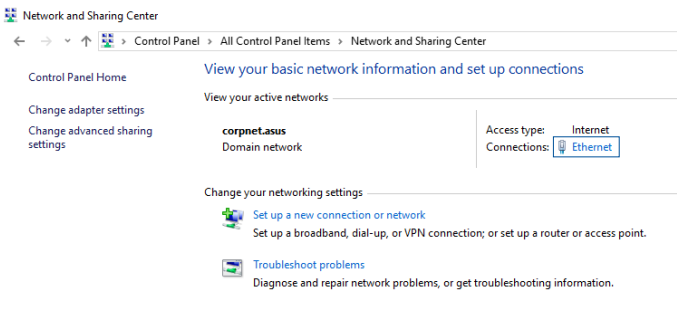 Network and Sharing Center
Control Panel > All Control Panel Items > Network and Sharing Center
Control Panel Home
Change adapter settings
Change advanced sharing
settings
View your basic network information and set up connections
View your active networks
corpnet.asus
Domain network
Access type: Internet
Connections: Ethernet
Change your networking settings
Set up a new connection or network
Set up a broadband, dial-up, or VPN connection; or set up a router or access point.
Troubleshoot problems
Diagnose and repair network problems, or get troubleshooting information.